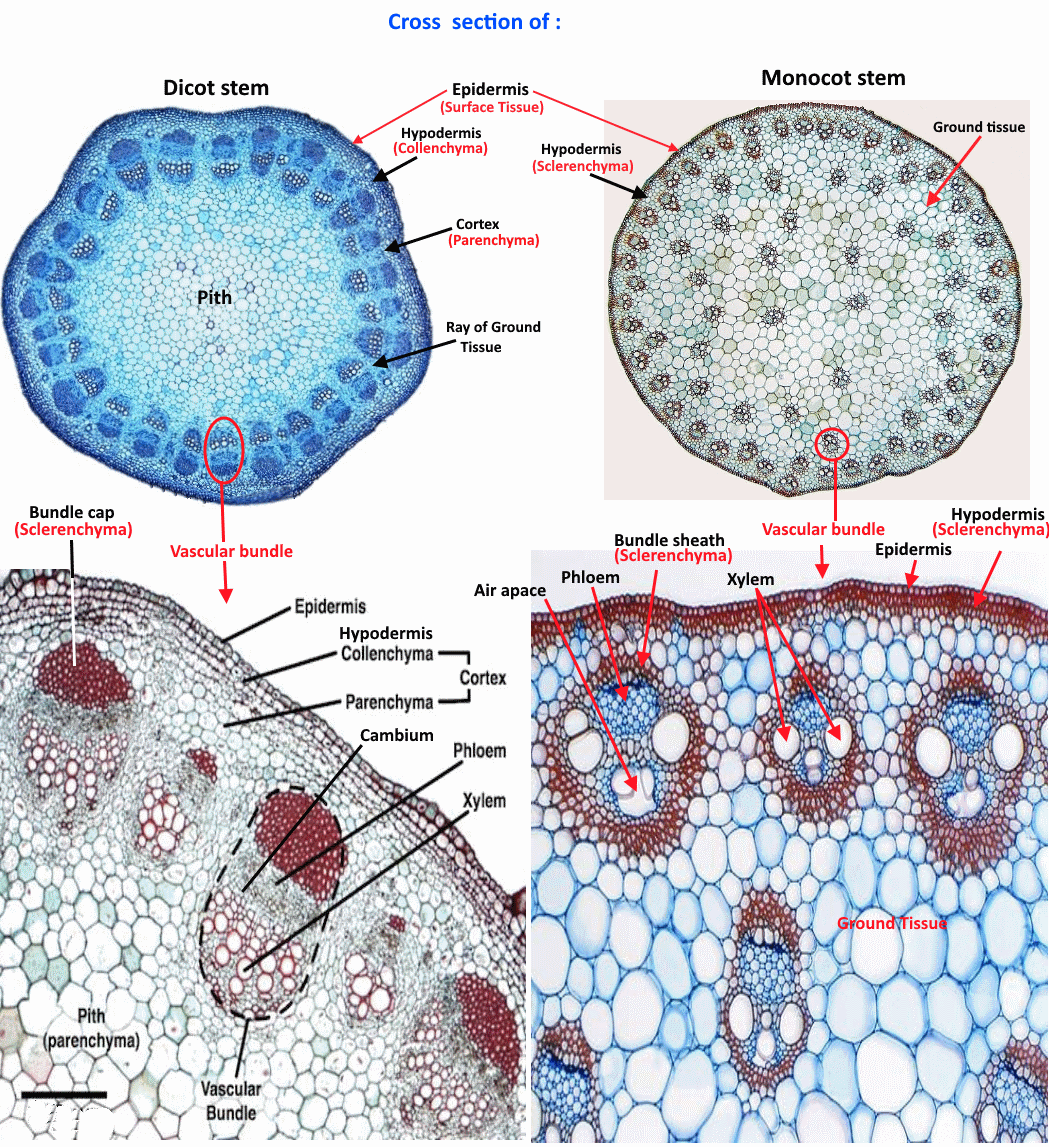 Cross section of :
Dicot stem
Monocot stem
Epidermis
(Surface Tissue)
Hypodermis
(Collenchyma)
Cortex
(Parenchyma)
Pith
Ray of Ground
Tissue
Hypodermis
(Sclerenchyma)
Ground tissue
Bundle cap
(Sclerenchyma)
Vascular bundle
Epidermis
Hypodermis
Collenchyma
Cortex
Parenchyma
Cambium
Phloem
Xylem
Pith
(parenchyma)
Vascular
Bundle
Vascular bundle
Hypodermis
(Sclerenchyma)
Bundle sheath
(Sclerenchyma)
Epidermis
Phloem
Xylem
Air apace
Ground Tissue